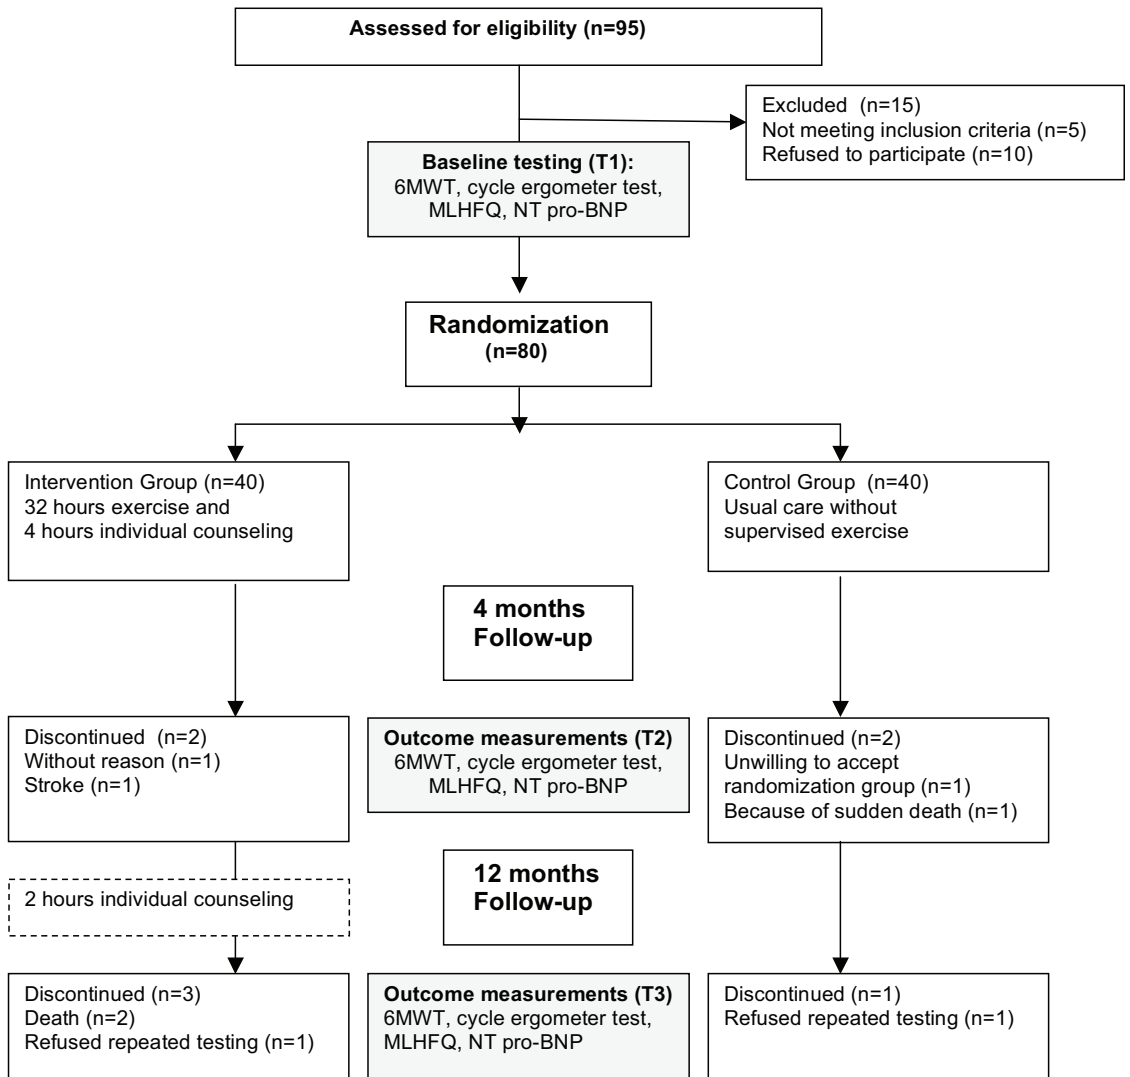 Assessed for eligibility (n=95)
Excluded (n=15)
Not meeting inclusion criteria (n=5)
Refused to participate (n=10)
Baseline testing (T1):
6MWT, cycle ergometer test,
MLHFQ, NT pro-BNP
Randomization
(n=80)
Intervention Group (n=40)
32 hours exercise and
4 hours individual counseling
Control Group (n=40)
Usual care without
supervised exercise
4 months
Follow-up
Discontinued (n=2)
Without reason (n=1)
Stroke (n=1)
Outcome measurements (T2)
6MWT, cycle ergometer test,
MLHFQ, NT pro-BNP
Discontinued (n=2)
Unwilling to accept
randomization group (n=1)
Because of sudden death (n=1)
12 months
Follow-up
2 hours individual counseling
Discontinued (n=3)
Death (n=2)
Refused repeated testing (n=1)
Outcome measurements (T3)
6MWT, cycle ergometer test,
MLHFQ, NT pro-BNP
Discontinued (n=1)
Refused repeated testing (n=1)